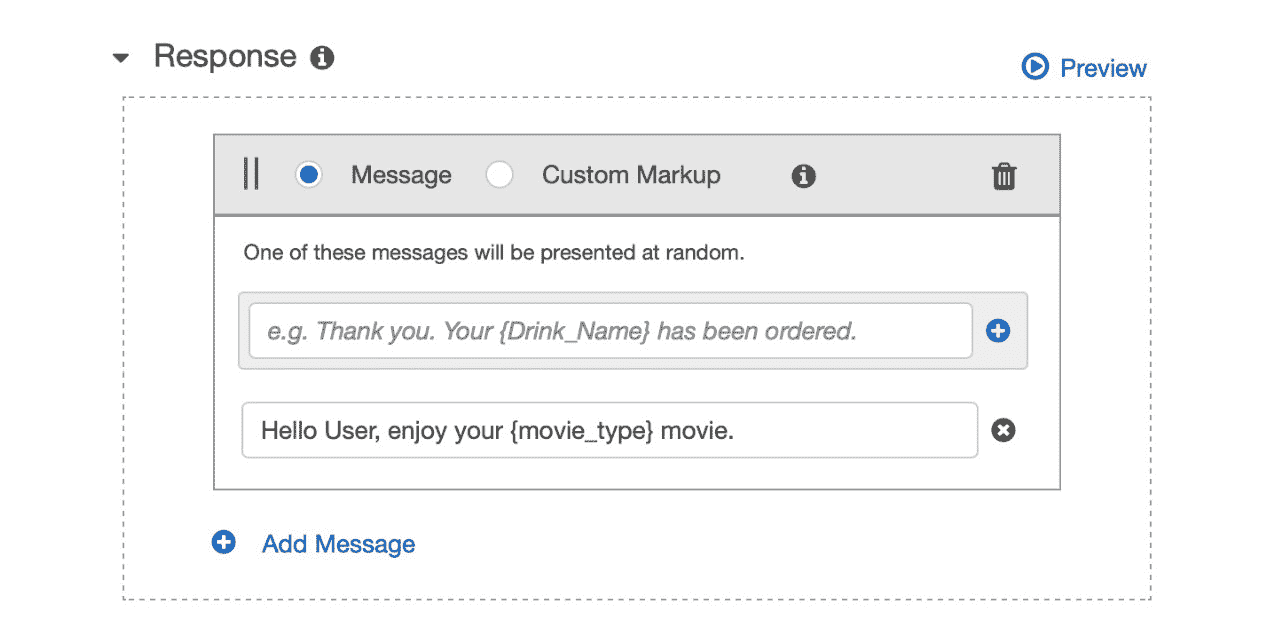 Response
Preview
Message
Custom Markup
One of these messages will be presented at random.
e.g. Thank you. Your {Drink_Name} has been ordered.
Hello User, enjoy your {movie_type} movie.
Add Message